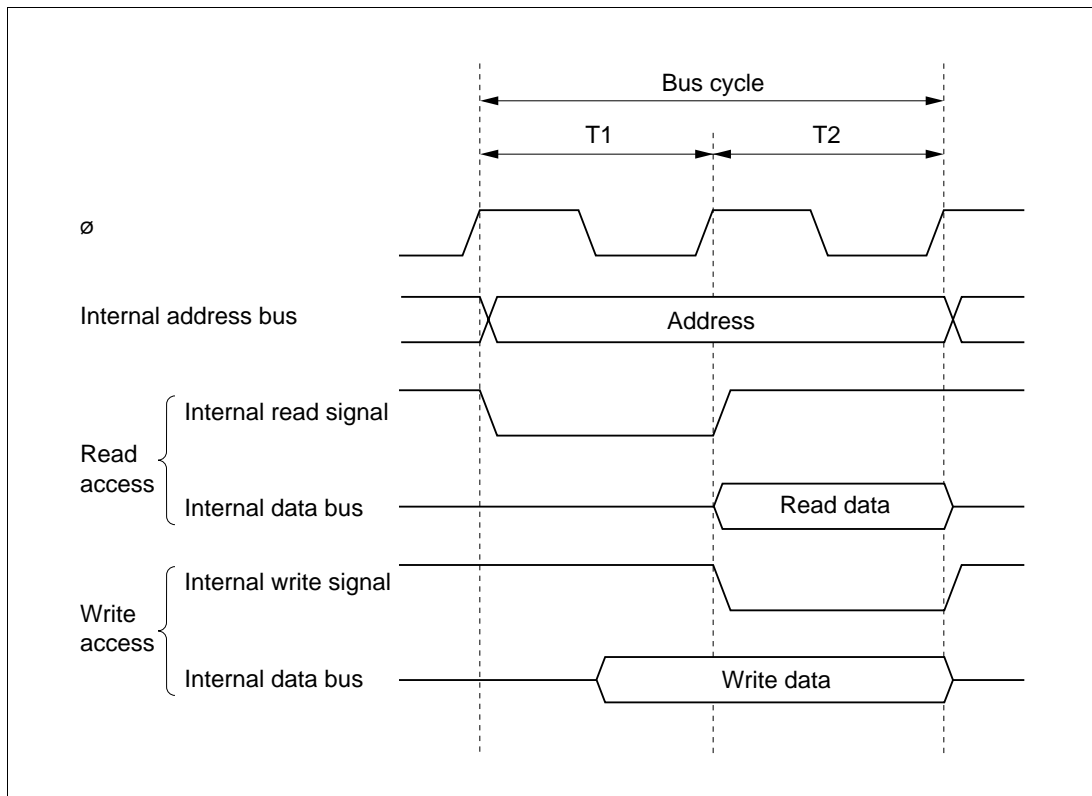 Bus cycle
T1 T2
ø
Internal address bus Address
Internal read signal
Read
access
Internal data bus Read data
Internal write signal
Write
access
Internal data bus Write data